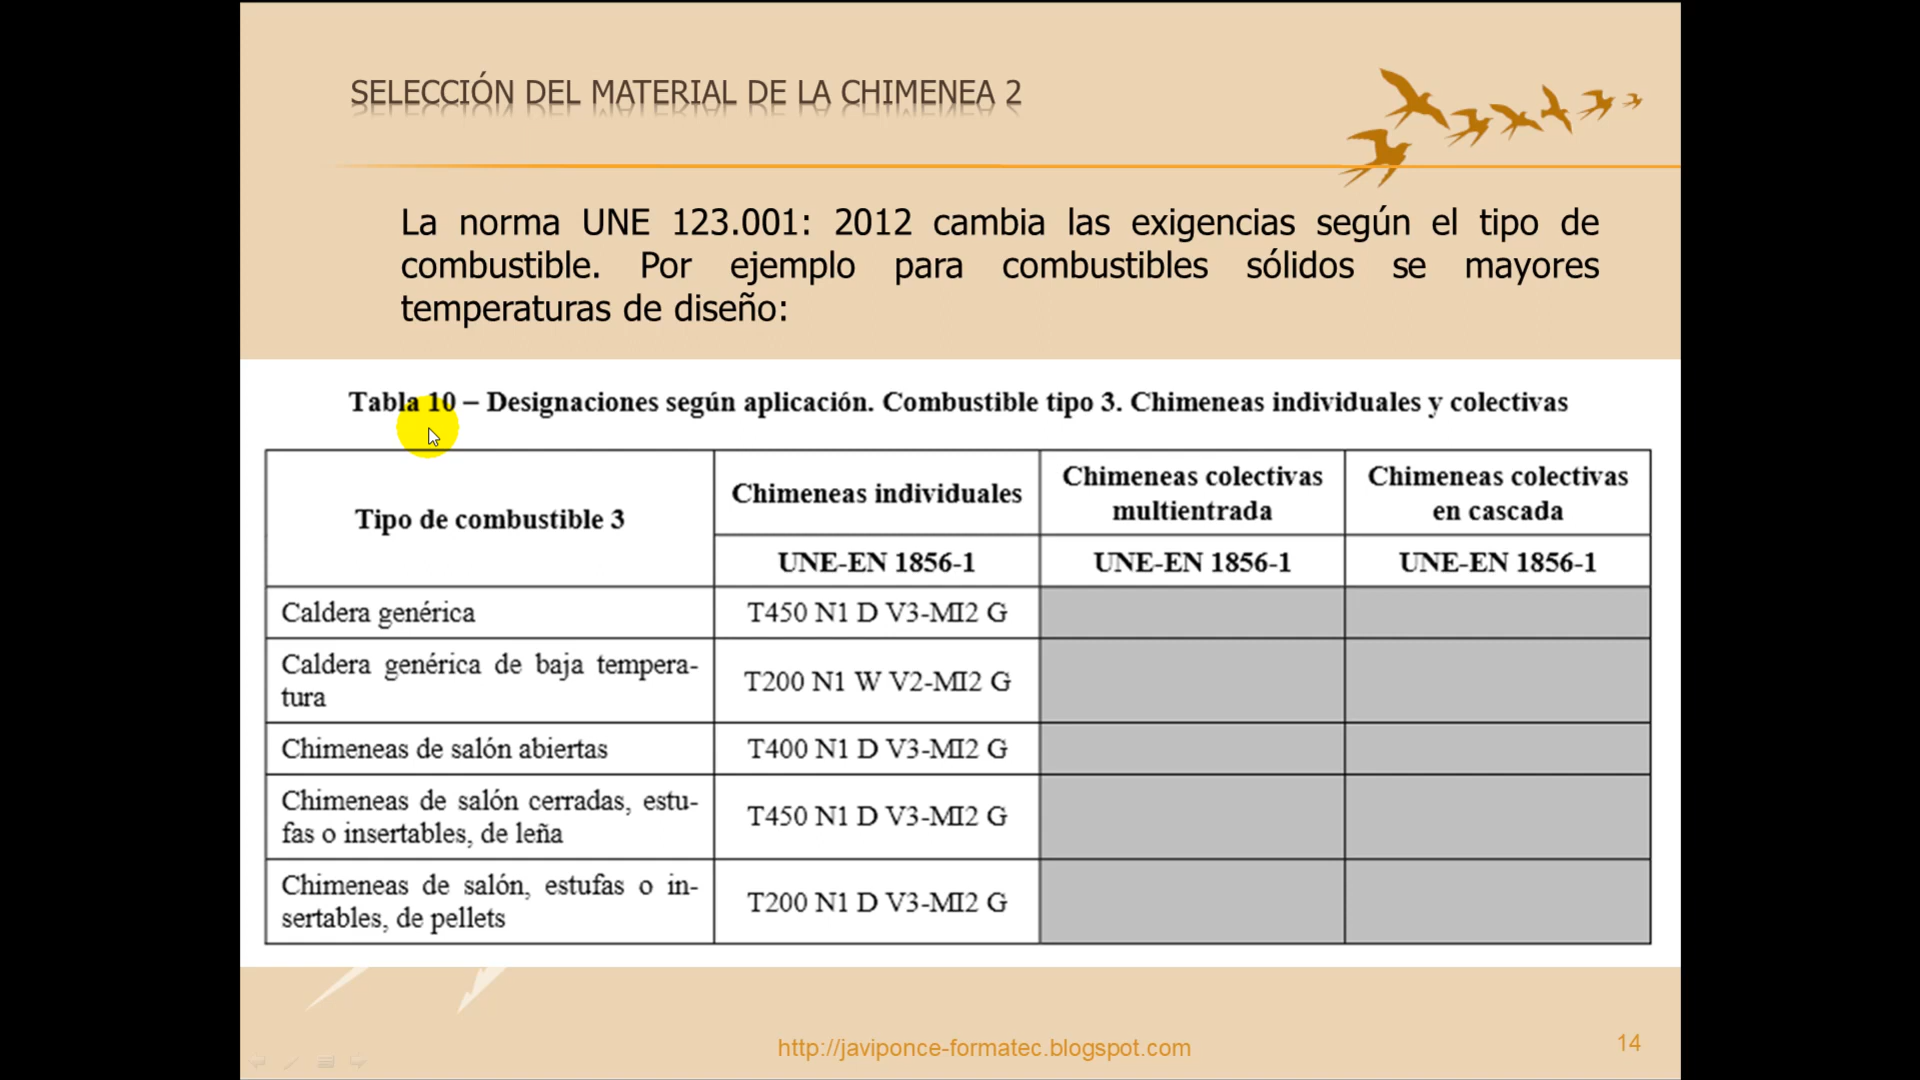 SELECCIÓN DEL MATERIAL DE LA CHIMENEA 2
La norma UNE 123.001: 2012 cambia las exigencias según el tipo de
combustible. Por ejemplo para combustibles sólidos se mayores
temperaturas de diseño:
Tabla 10 – Designaciones según aplicación. Combustible tipo 3. Chimeneas individuales y colectivas
Tipo de combustible 3
Chimeneas individuales
Chimeneas colectivas
multientrada
Chimeneas colectivas
en cascada
UNE-EN 1856-1
UNE-EN 1856-1
UNE-EN 1856-1
Caldera genérica
T450 N1 D V3-MI2 G
Caldera genérica de baja tempera-
tura
T200 N1 W V2-MI2 G
Chimeneas de salón abiertas
T400 N1 D V3-MI2 G
Chimeneas de salón cerradas, estu-
fas o insertables, de leña
T450 N1 D V3-MI2 G
Chimeneas de salón, estufas o in-
sertables, de pellets
T200 N1 D V3-MI2 G
http://javiponce-formatec.blogspot.com
14